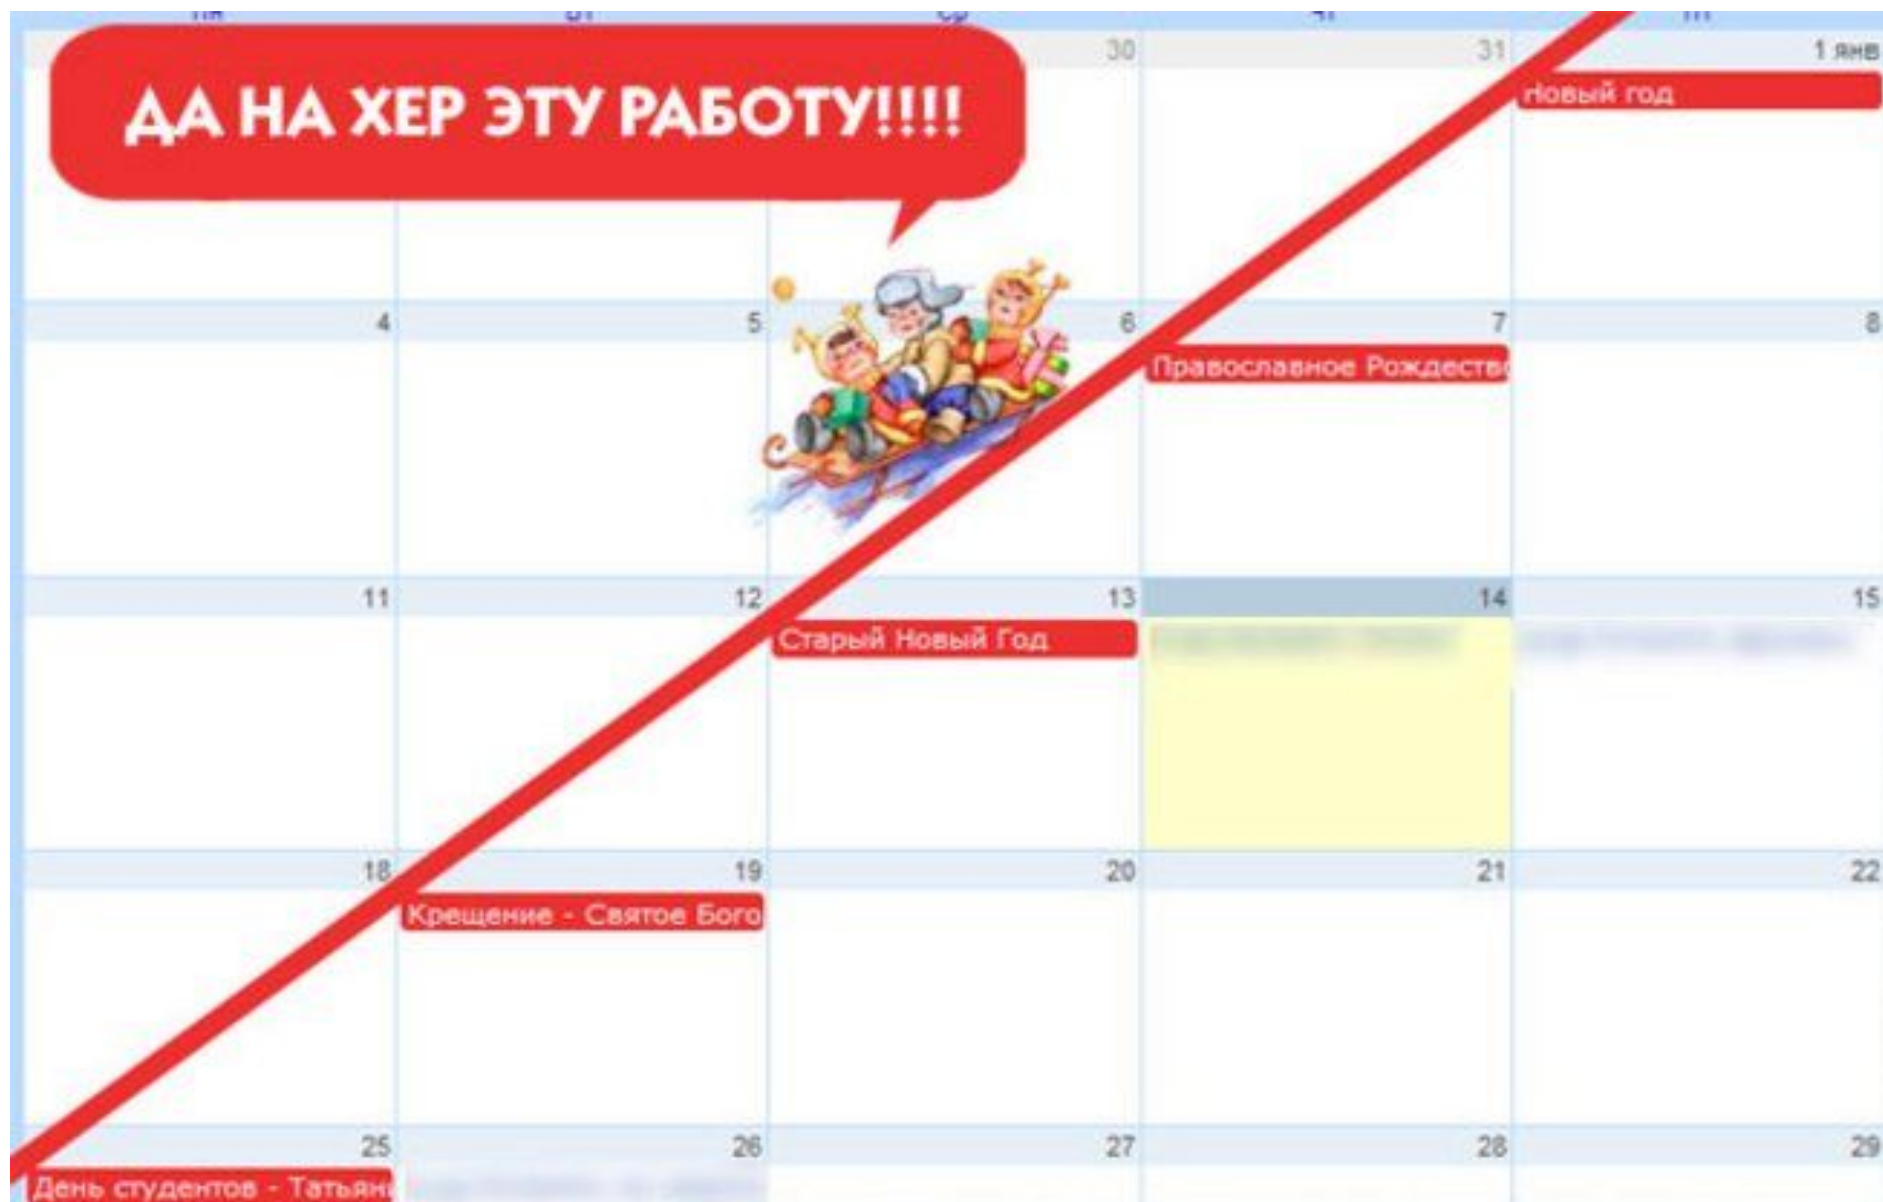 ДА НА ХЕР ЭТУ РАБОТУ!!!!
30 31 1 янв
Новый год
4 5 6 7 8
Православное Рождество
11 12 13 14 15
Старый Новый Год
18 19 20 21 22
Крещение - Святое Бого
25 26 27 28 29
День студентов - Татьян